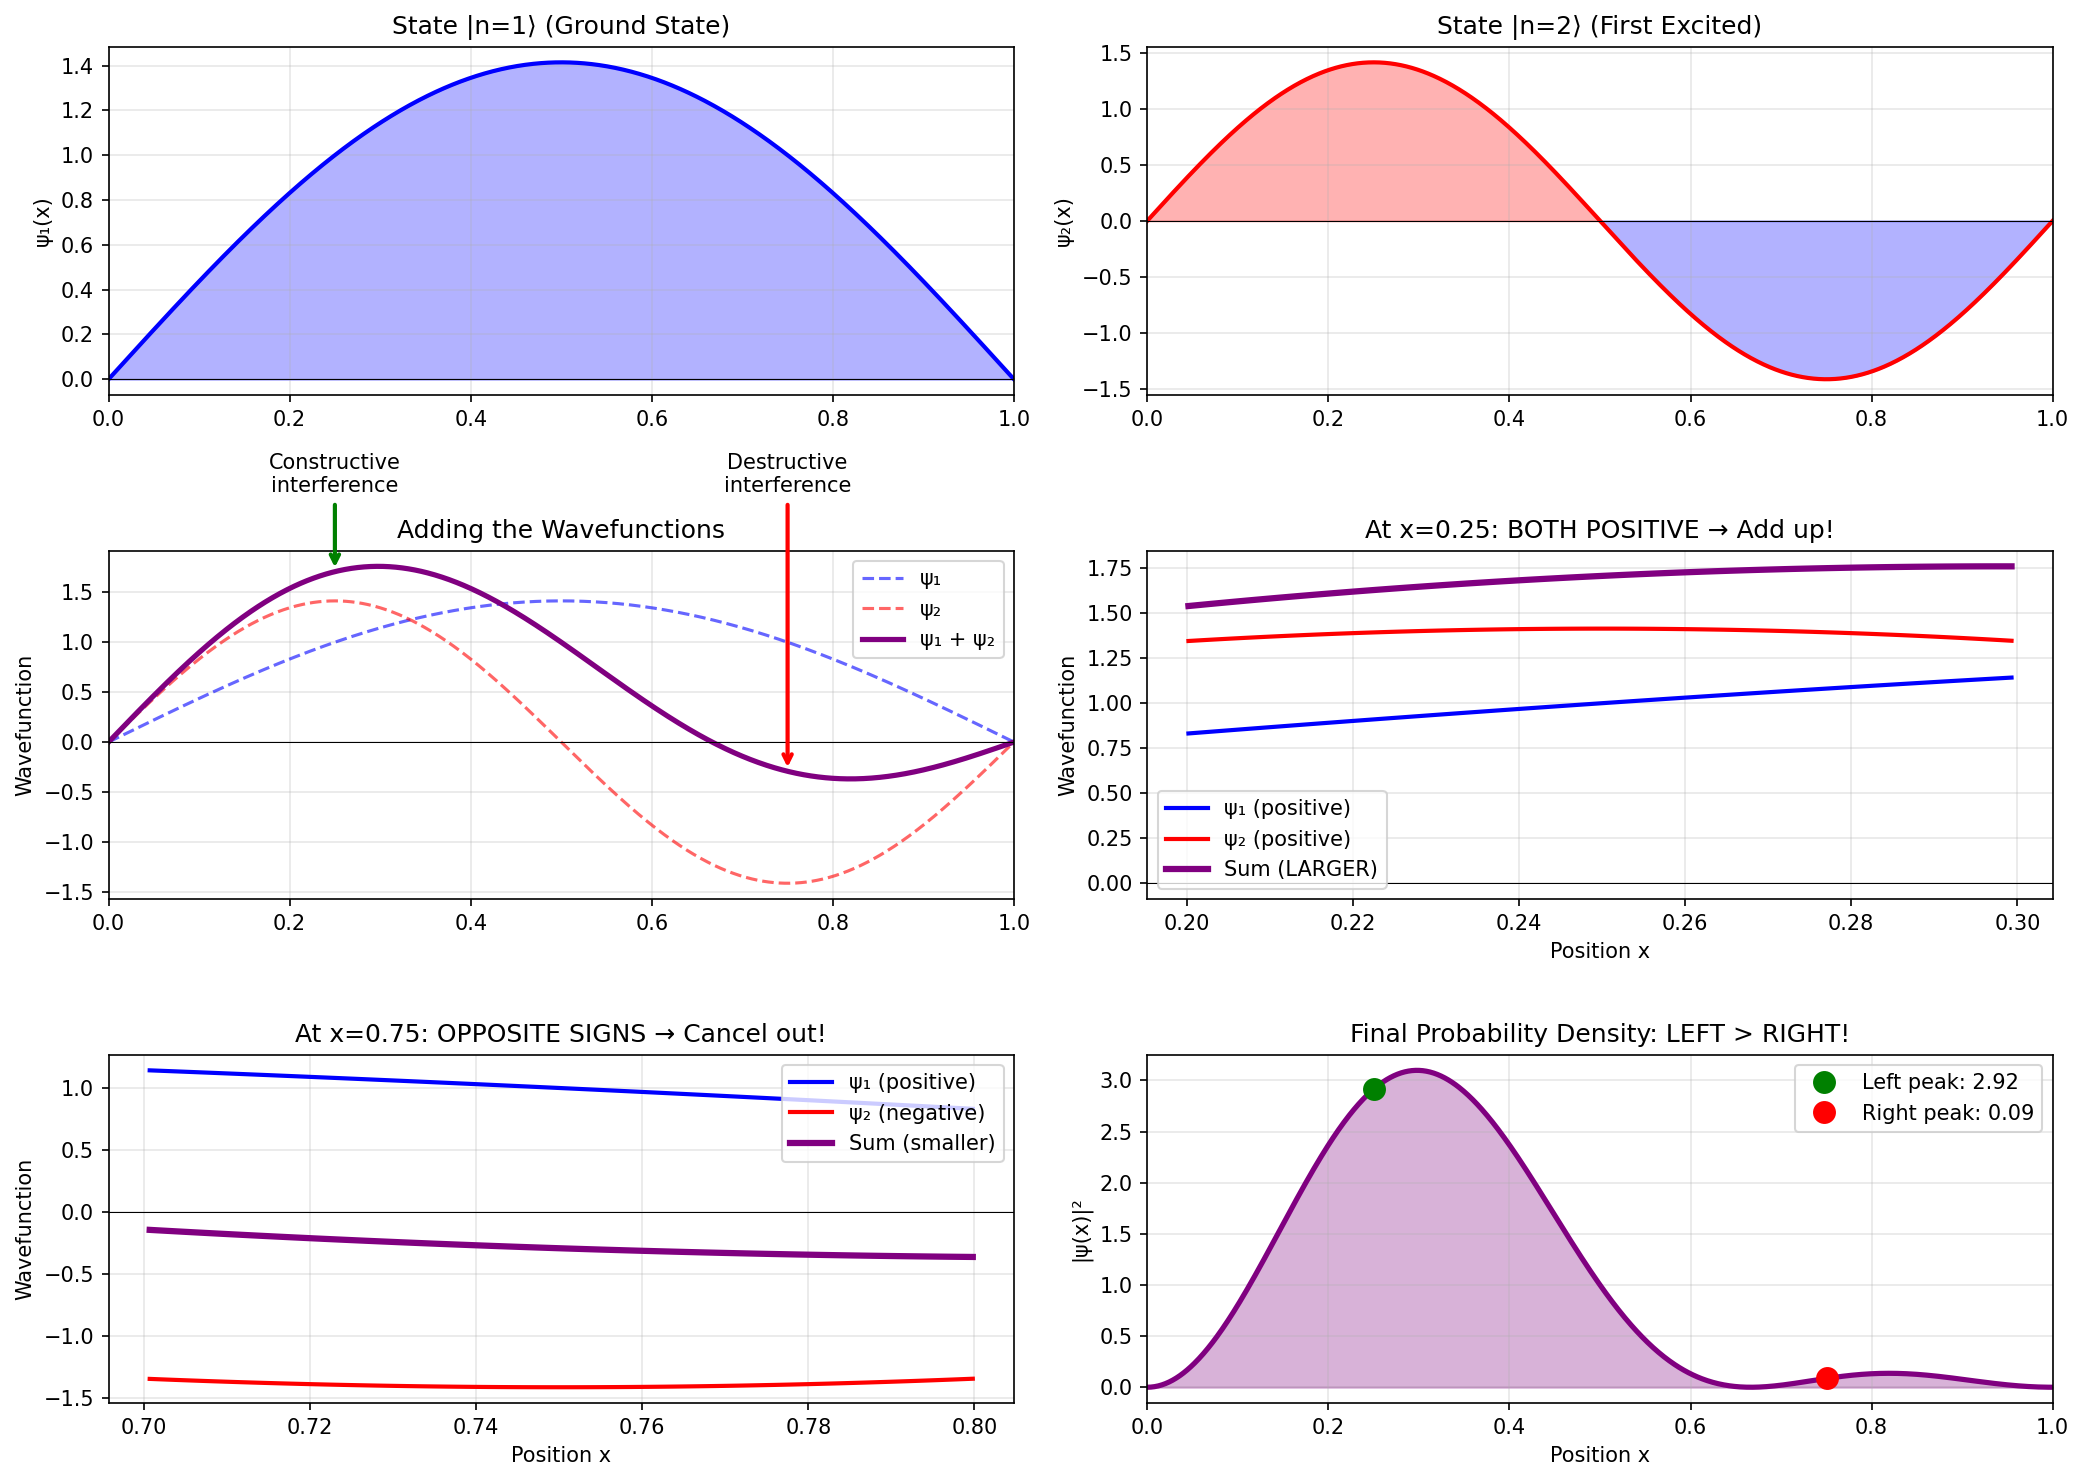 State |n=1⟩ (Ground State)
ψ₁(x)
1.4
1.2
1.0
0.8
0.6
0.4
0.2
0.0
0.0 0.2 0.4 0.6 0.8 1.0
State |n=2⟩ (First Excited)
ψ₂(x)
1.5
1.0
0.5
0.0
−0.5
−1.0
−1.5
0.0 0.2 0.4 0.6 0.8 1.0
Constructive
interference
Destructive
interference
Adding the Wavefunctions
Wavefunction
1.5
1.0
0.5
0.0
−0.5
−1.0
−1.5
ψ₁
ψ₂
ψ₁ + ψ₂
0.0 0.2 0.4 0.6 0.8 1.0
At x=0.25: BOTH POSITIVE → Add up!
Wavefunction
1.75
1.50
1.25
1.00
0.75
0.50
0.25
0.00
ψ₁ (positive)
ψ₂ (positive)
Sum (LARGER)
0.20 0.22 0.24 0.26 0.28 0.30
Position x
At x=0.75: OPPOSITE SIGNS → Cancel out!
Wavefunction
1.0
0.5
0.0
−0.5
−1.0
−1.5
ψ₁ (positive)
ψ₂ (negative)
Sum (smaller)
0.70 0.72 0.74 0.76 0.78 0.80
Position x
Final Probability Density: LEFT > RIGHT!
|ψ(x)|²
3.0
2.5
2.0
1.5
1.0
0.5
0.0
Left peak: 2.92
Right peak: 0.09
0.0 0.2 0.4 0.6 0.8 1.0
Position x